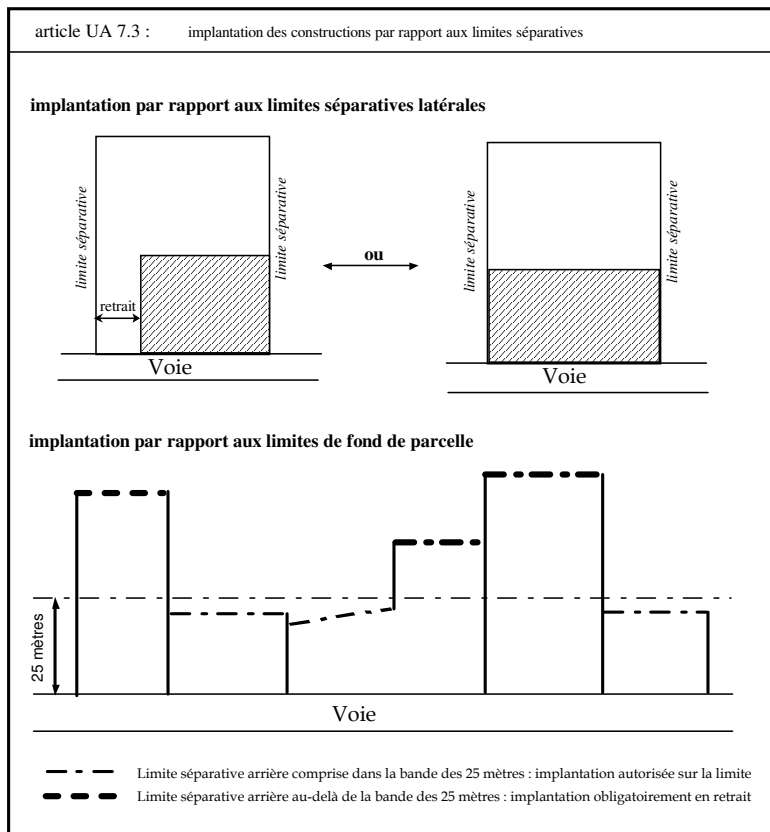 article UA 7.3 : implantation des constructions par rapport aux limites séparatives
implantation par rapport aux limites séparatives latérales
limite séparative
limite séparative
retrait
Voie
ou
limite séparative
limite séparative
Voie
implantation par rapport aux limites de fond de parcelle
25 mètres
Voie
Limite séparative arrière comprise dans la bande des 25 mètres : implantation autorisée sur la limite
Limite séparative arrière au-delà de la bande des 25 mètres : implantation obligatoirement en retrait